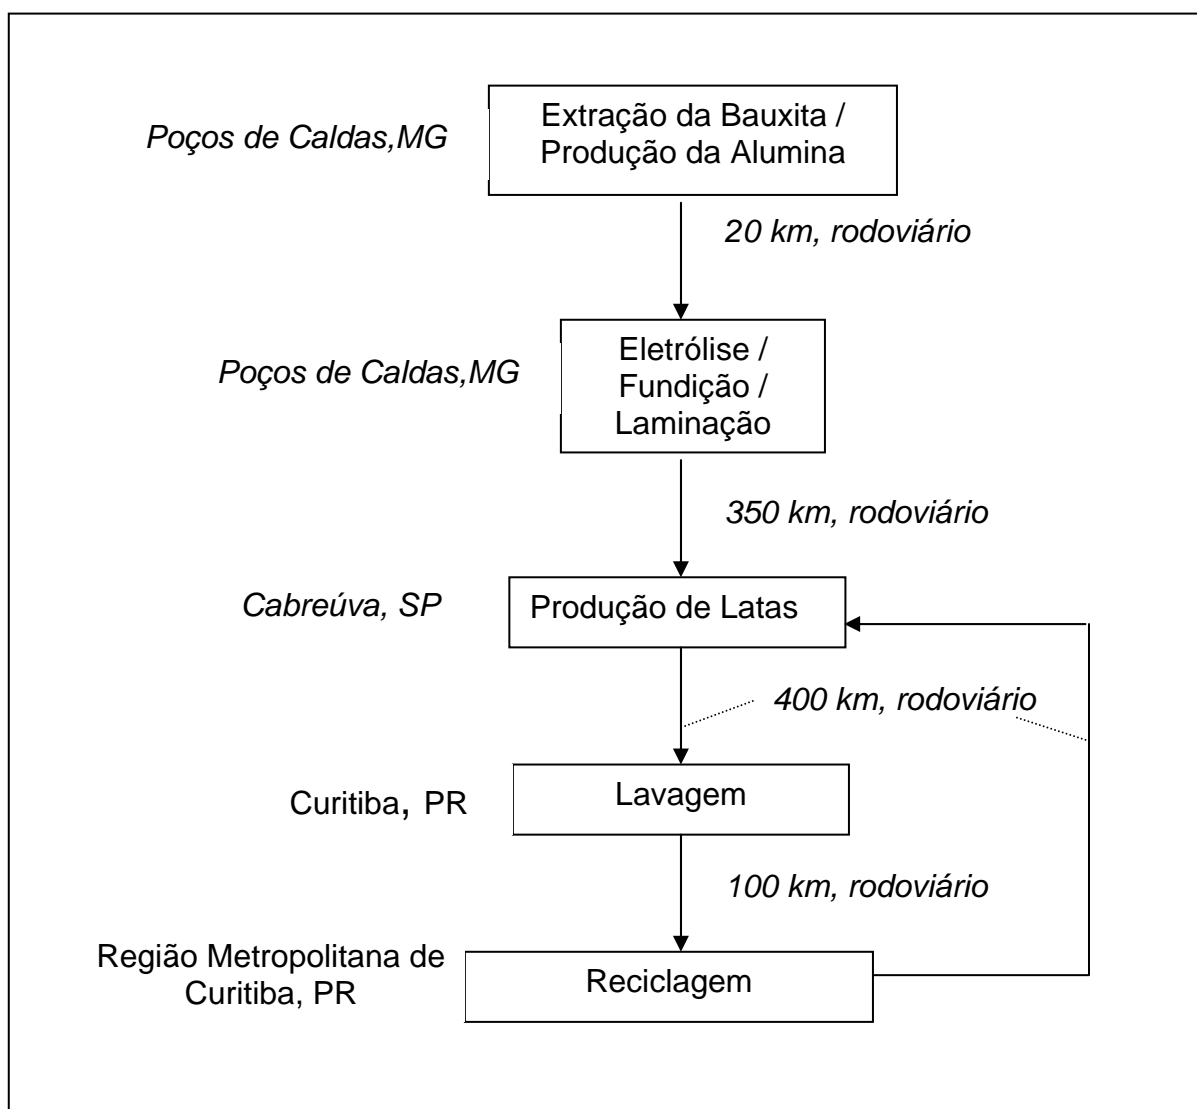 Extração da Bauxita /
Produção da Alumina
Poços de Caldas,MG
20 km, rodoviário
Eletrólise /
Fundição /
Laminação
Poços de Caldas,MG
350 km, rodoviário
Cabreúva, SP
Produção de Latas
400 km, rodoviário
Lavagem
Curitiba, PR
100 km, rodoviário
Região Metropolitana de
Curitiba, PR
Reciclagem